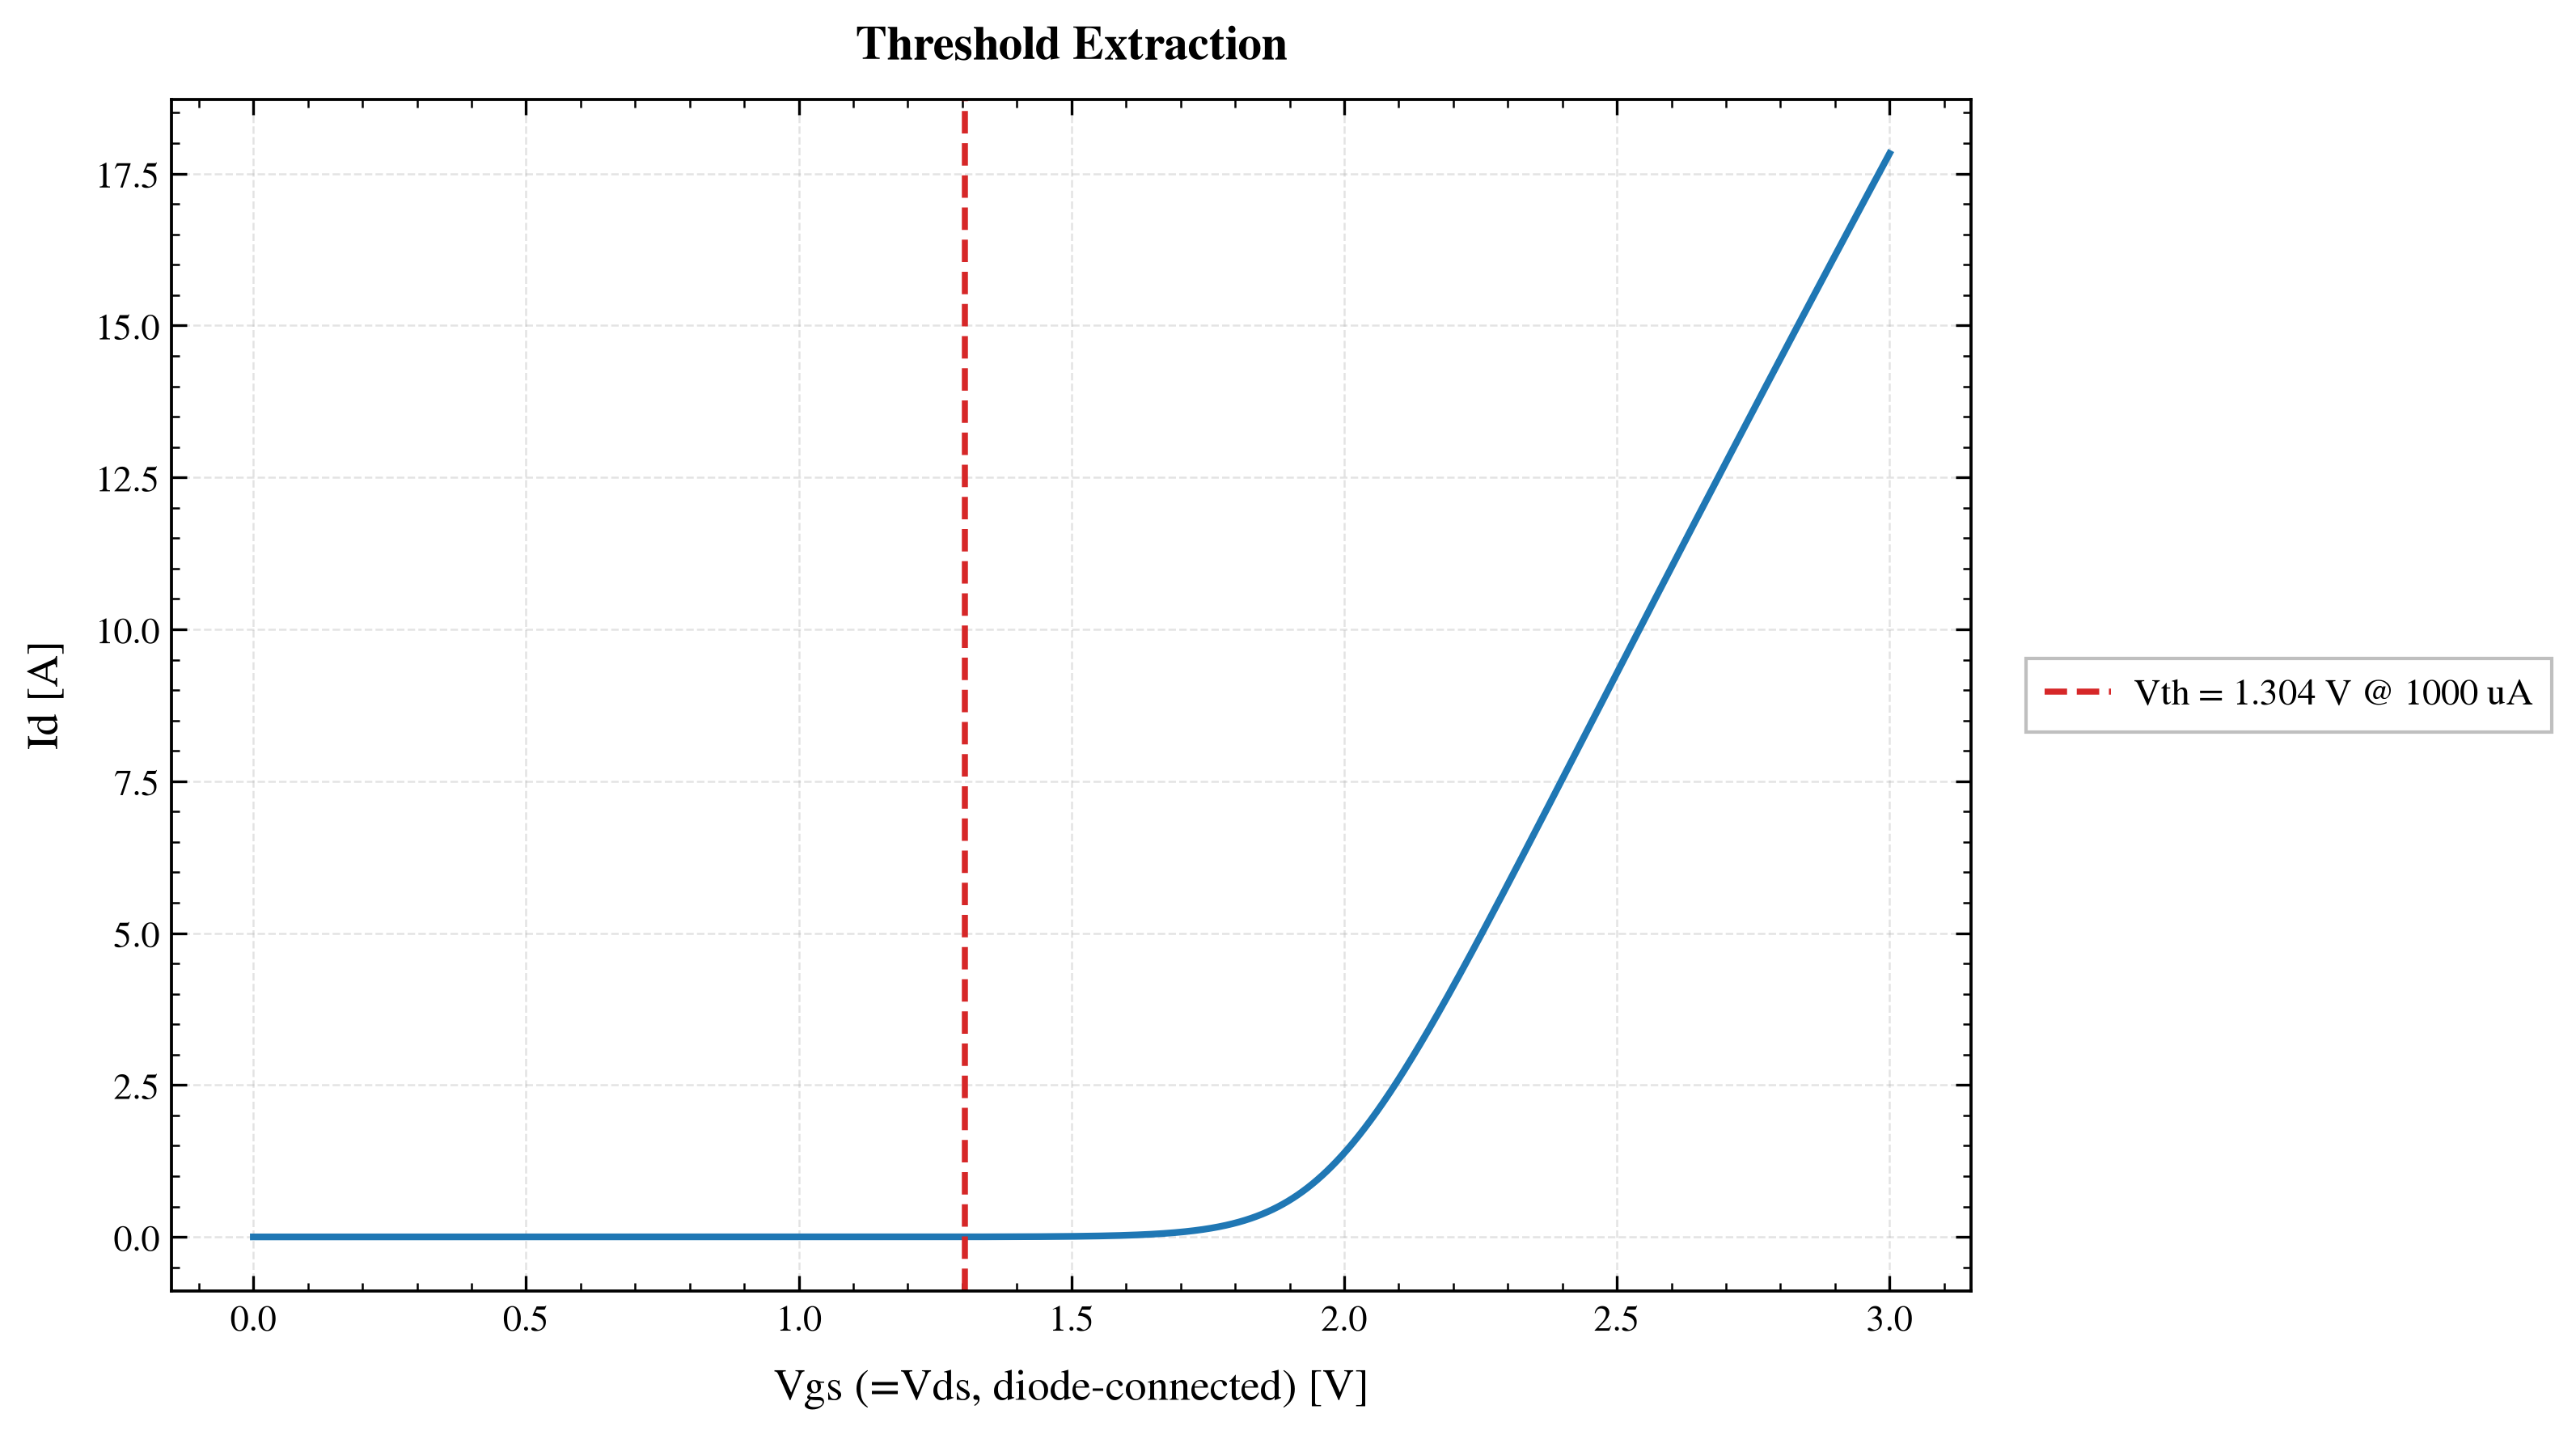 Threshold Extraction
17.5
15.0
12.5
10.0
7.5
5.0
2.5
0.0
Id [A]
0.0 0.5 1.0 1.5 2.0 2.5 3.0
Vgs (=Vds, diode-connected) [V]
Vth = 1.304 V @ 1000 uA